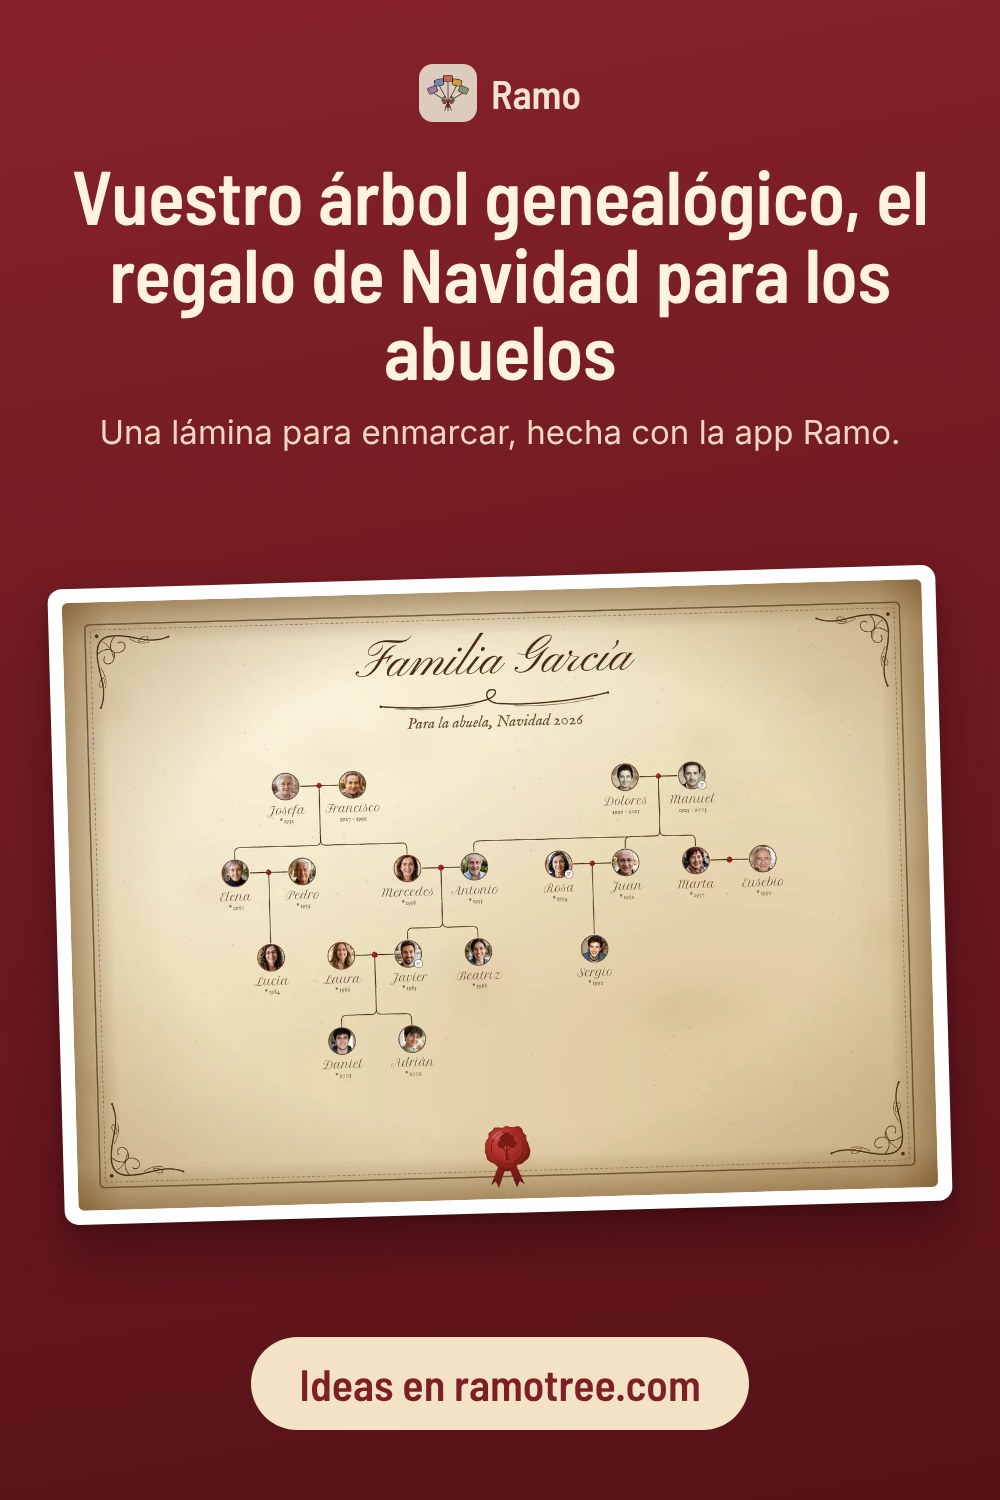 Ramo
Vuestro árbol genealógico, el
regalo de Navidad para los
abuelos
Una lámina para enmarcar, hecha con la app Ramo.
Familia García
Para la abuela, Navidad 2026
Josefa Francisco
Dolores Manuel
Elena Pedro Mercedes Antonio Rosa Juan Marta Eusebio
Lucía Laura Javier Beatriz Sergio
Daniel Adrián
Ideas en ramotree.com